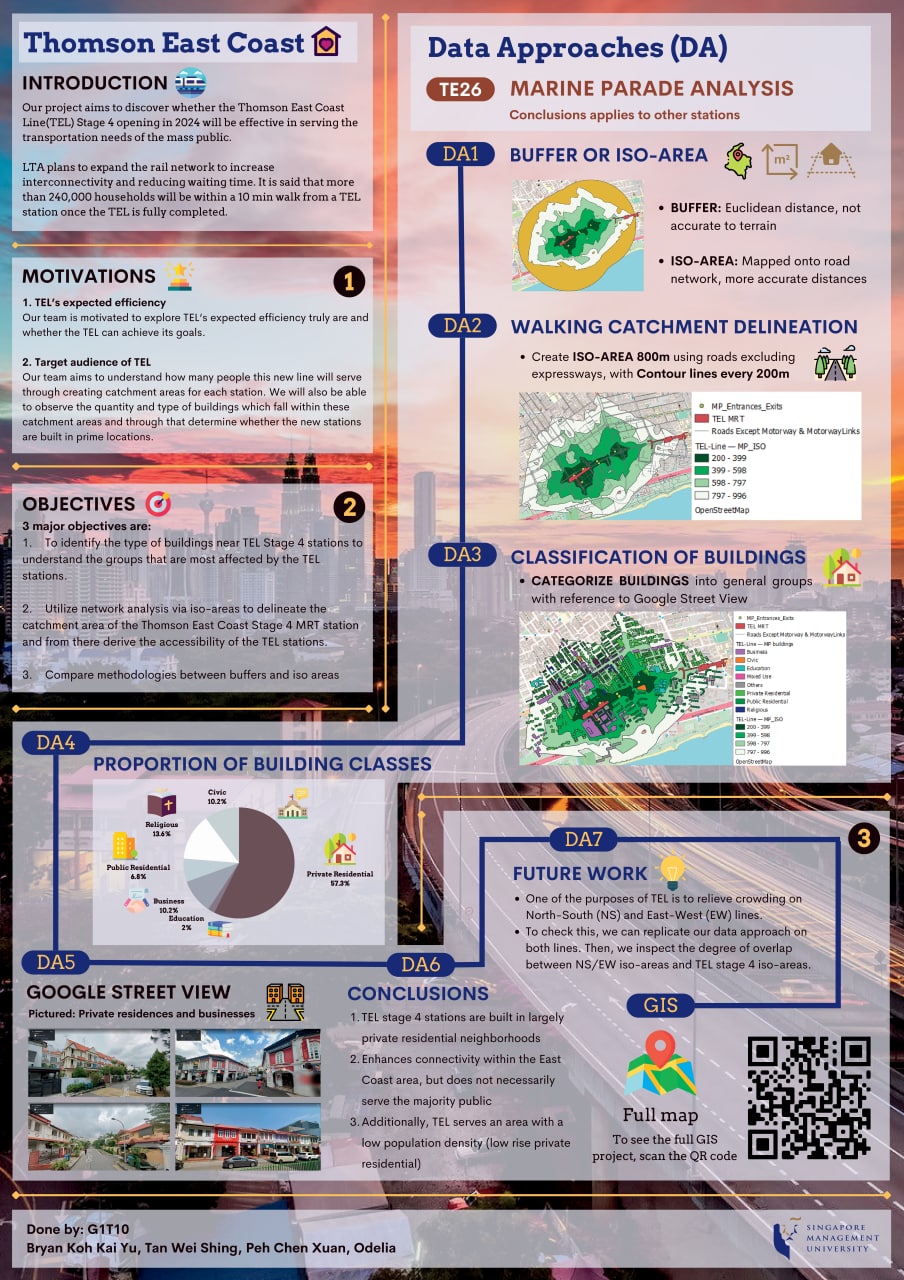 Thomson East Coast
INTRODUCTION
Our project aims to discover whether the Thomson East Coast
Line(TEL) Stage 4 opening in 2024 will be effective in serving the
transportation needs of the mass public.
LTA plans to expand the rail network to increase
interconnectivity and reducing waiting time. It is said that more
than 240,000 households will be within a 10 min walk from a TEL
station once the TEL is fully completed.
MOTIVATIONS
1
1. TEL's expected efficiency
Our team is motivated to explore TEL's expected efficiency truly are and
whether the TEL can achieve its goals.
2. Target audience of TEL
Our team aims to understand how many people this new line will serve
through creating catchment areas for each station. We will also be able
to observe the quantity and type of buildings which fall within these
catchment areas and through that determine whether the new stations
are built in prime locations.
OBJECTIVES
2
3 major objectives are:
1. To identify the type of buildings near TEL Stage 4 stations to
understand the groups that are most affected by the TEL
stations.
2. Utilize network analysis via iso-areas to delineate the
catchment area of the Thomson East Coast Stage 4 MRT station
and from there derive the accessibility of the TEL stations.
3. Compare methodologies between buffers and iso areas
Data Approaches (DA)
TE26
MARINE PARADE ANALYSIS
Conclusions applies to other stations
DA1
BUFFER OR ISO-AREA
m²
• BUFFER: Euclidean distance, not
accurate to terrain
• ISO-AREA: Mapped onto road
network, more accurate distances
DA2
WALKING CATCHMENT DELINEATION
• Create ISO-AREA 800m using roads excluding
expressways, with Contour lines every 200m
MP_Entrances_Exits
TEL MRT
Roads Except Motorway & MotorwayLinks
TEL-Line — MP_ISO
200 - 399
399 - 598
598 - 797
797 - 996
OpenStreetMap
DA3
CLASSIFICATION OF BUILDINGS
• CATEGORIZE BUILDINGS into general groups
with reference to Google Street View
MP_Entrances_Exits
TEL MRT
Roads Except Motorway & MotorwayLinks
TEL-Line — MP buildings
Business
Civic
Education
Mixed Use
Others
Private Residential
Public Residential
Religious
TEL-Line — MP_ISO
200 - 399
399 - 598
598 - 797
797 - 996
OpenStreetMap
DA4
PROPORTION OF BUILDING CLASSES
Civic
10.2%
Religious
13.6%
Public Residential
6.8%
Business
10.2%
Education
2%
Private Residential
57.3%
DA5
GOOGLE STREET VIEW
Pictured: Private residences and businesses
DA6
CONCLUSIONS
1. TEL stage 4 stations are built in largely
private residential neighborhoods
2. Enhances connectivity within the East
Coast area, but does not necessarily
serve the majority public
3. Additionally, TEL serves an area with a
low population density (low rise private
residential)
DA7
3
FUTURE WORK
• One of the purposes of TEL is to relieve crowding on
North-South (NS) and East-West (EW) lines.
• To check this, we can replicate our data approach on
both lines. Then, we inspect the degree of overlap
between NS/EW iso-areas and TEL stage 4 iso-areas.
GIS
Full map
To see the full GIS
project, scan the QR code
Done by: G1T10
Bryan Koh Kai Yu, Tan Wei Shing, Peh Chen Xuan, Odelia
SINGAPORE
MANAGEMENT
UNIVERSITY